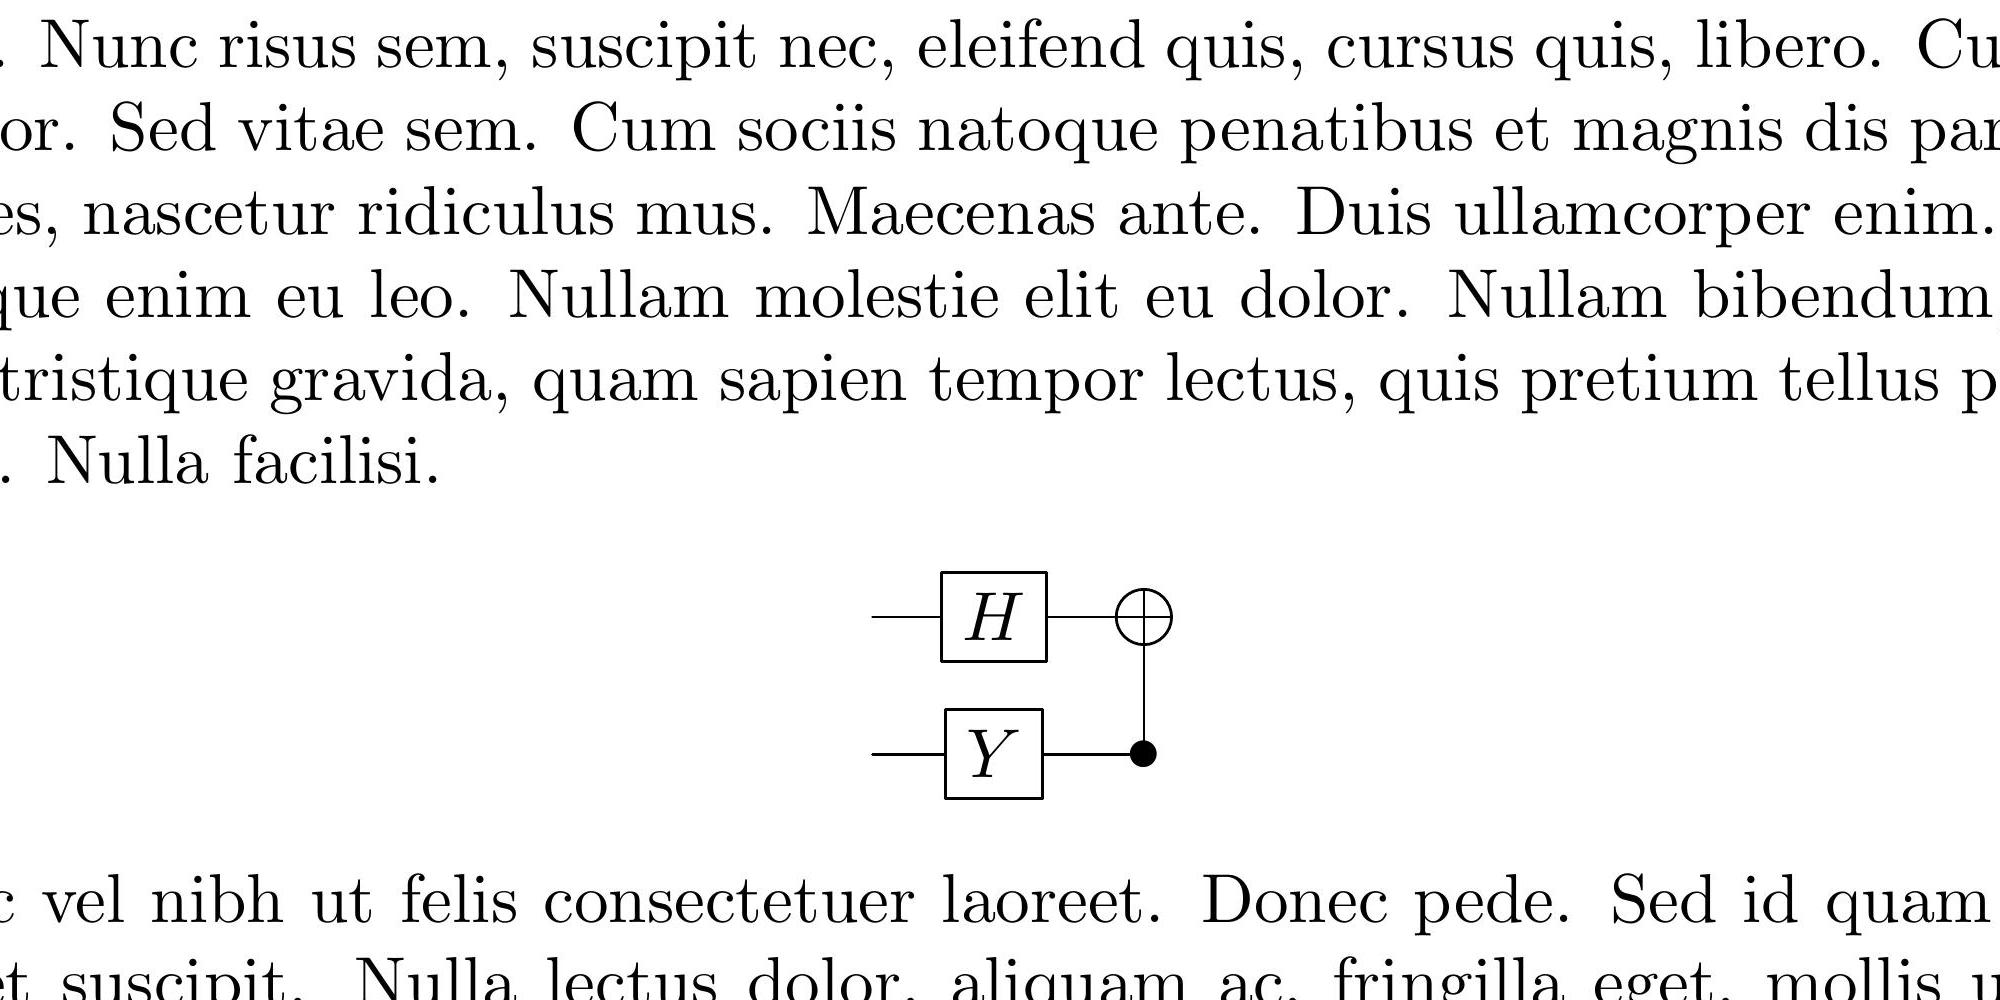 . Nunc risus sem, suscipit nec, eleifend quis, cursus quis, libero. Cu
or. Sed vitae sem. Cum sociis natoque penatibus et magnis dis par
es, nascetur ridiculus mus. Maecenas ante. Duis ullamcorper enim.
que enim eu leo. Nullam molestie elit eu dolor. Nullam bibendum,
tristique gravida, quam sapien tempor lectus, quis pretium tellus p
. Nulla facilisi.
H
Y
c vel nibh ut felis consectetuer laoreet. Donec pede. Sed id quam
et suscipit. Nulla lectus dolor, aliquam ac, fringilla eget, mollis u